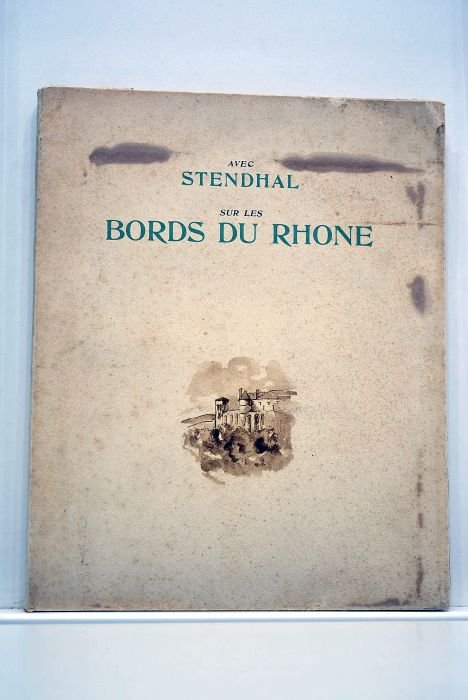 AVEC
STENDHAL
SUR LES
BORDS DU RHONE